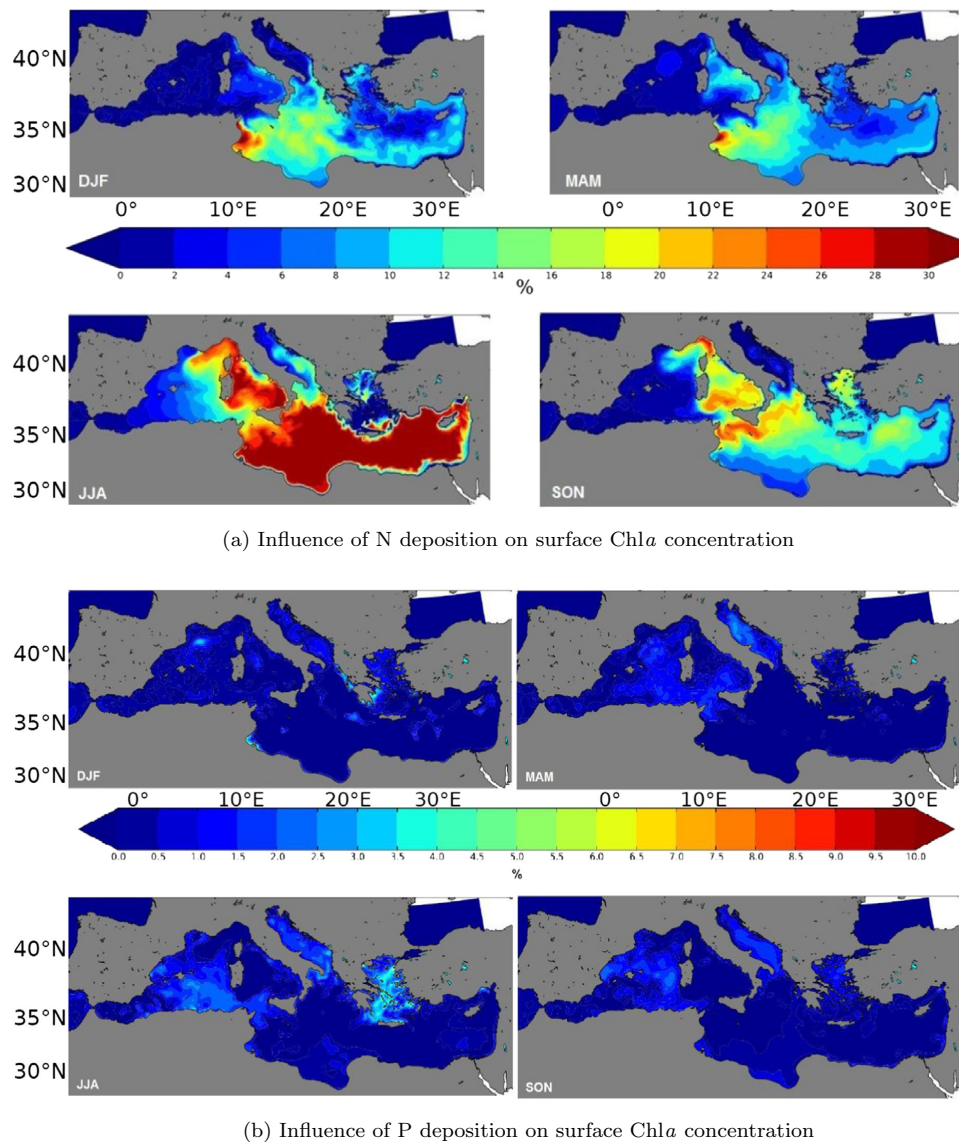 40°N
35°N
30°N
DJF
MAM
0° 10°E 20°E 30°E 0° 10°E 20°E 30°E
0 2 4 6 8 10 12 14 16 18 20 22 24 26 28 30
%
40°N
35°N
30°N
JJA
SON
(a) Influence of N deposition on surface Chla concentration
40°N
35°N
30°N
DJF
MAM
0° 10°E 20°E 30°E 0° 10°E 20°E 30°E
0.0 0.5 1.0 1.5 2.0 2.5 3.0 3.5 4.0 4.5 5.0 5.5 6.0 6.5 7.0 7.5 8.0 8.5 9.0 9.5 10.0
%
40°N
35°N
30°N
JJA
SON
(b) Influence of P deposition on surface Chla concentration